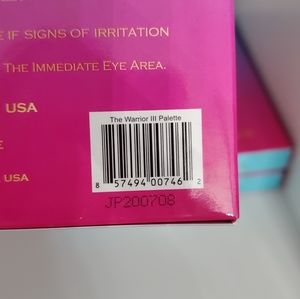 E IF SIGNS OF IRRITATION
THE IMMEDIATE EYE AREA.
USA
E
USA
The Warrior III Palette
8 57494 00746 2
JP200708